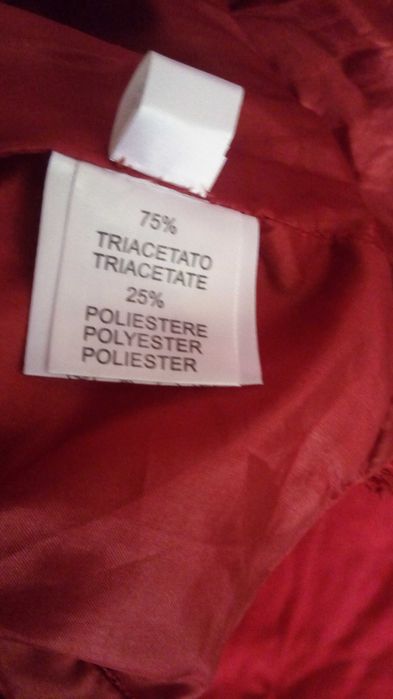 75%
TRIACETATO
TRIACETATE
25%
POLIESTERE
POLYESTER
POLIESTER